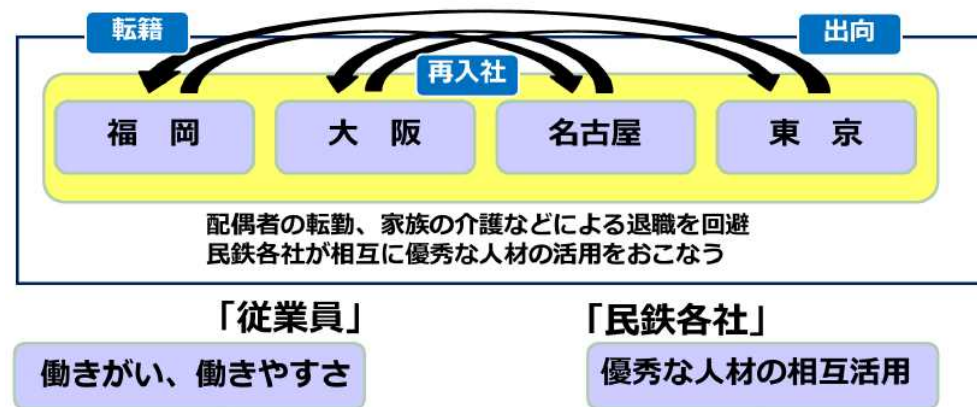 転籍
出向
再入社
福　岡
大　阪
名古屋
東　京
配偶者の転勤、家族の介護などによる退職を回避
民鉄各社が相互に優秀な人材の活用をおこなう
「従業員」
「民鉄各社」
働きがい、働きやすさ
優秀な人材の相互活用